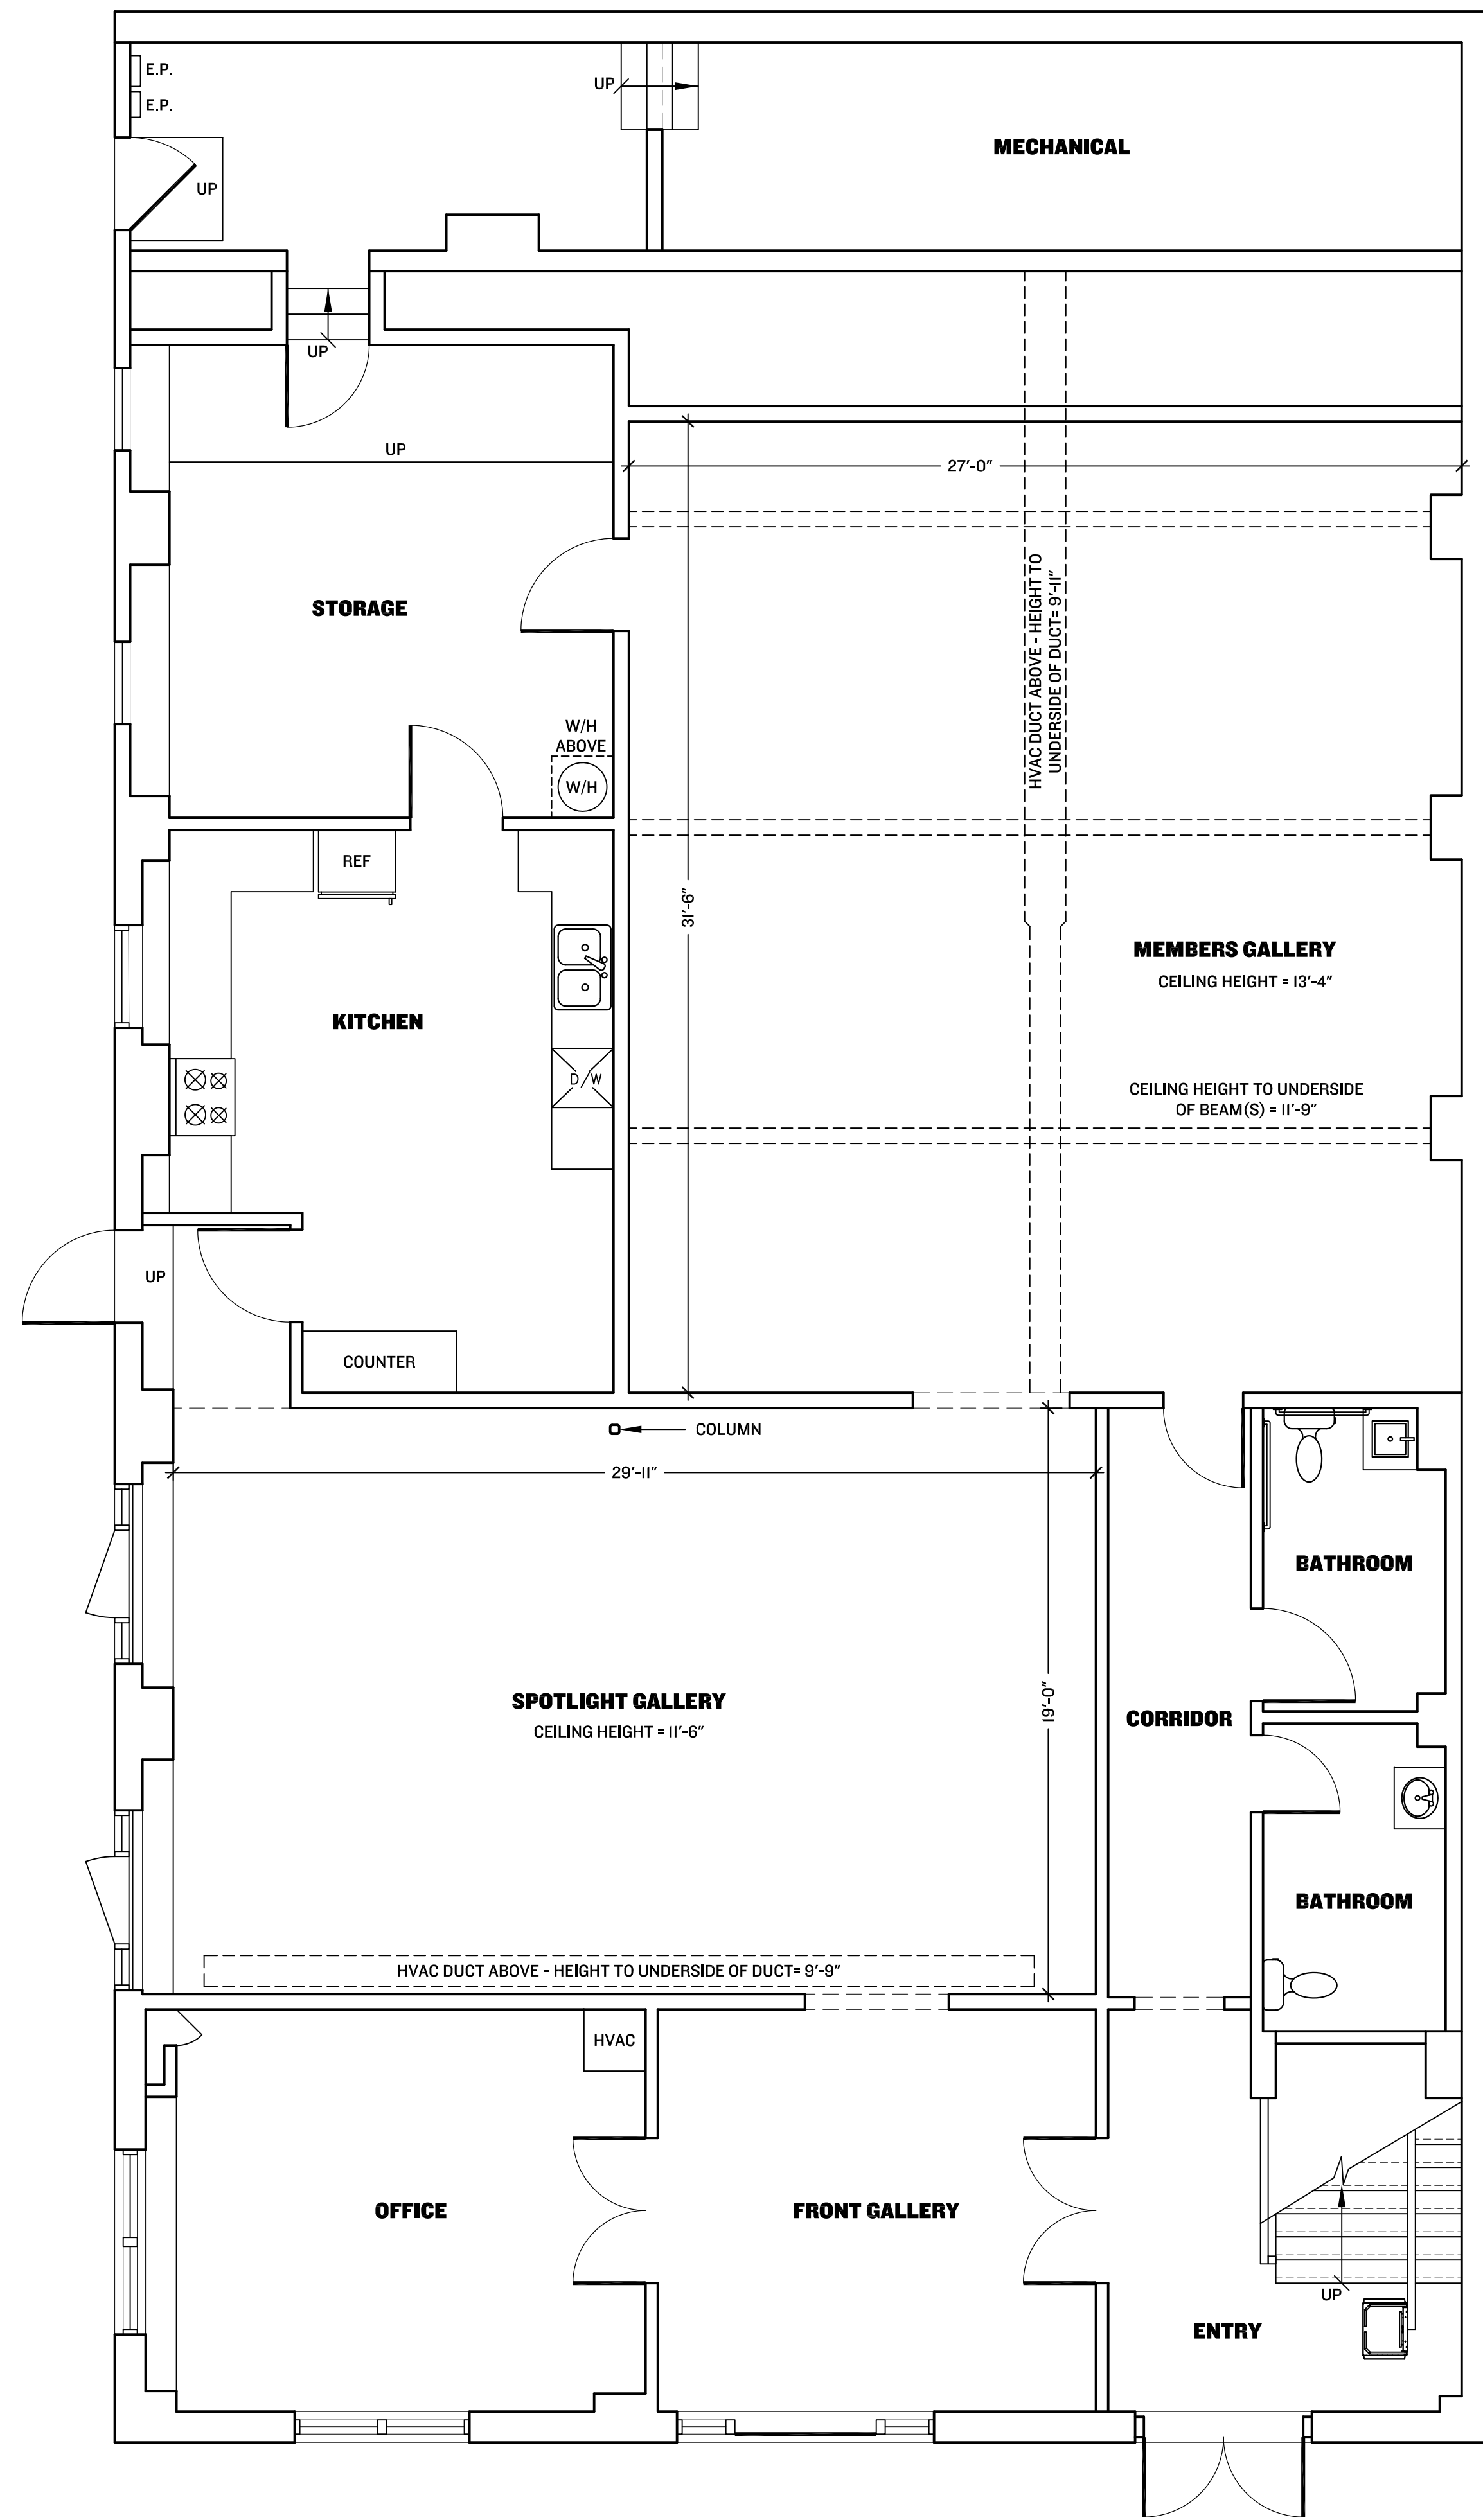 E.P.
E.P.
UP
MECHANICAL
UP
UP
UP
27'-0"
HVAC DUCT ABOVE - HEIGHT TO
UNDERSIDE OF DUCT= 9'-11"
STORAGE
W/H
ABOVE
W/H
REF
31'-6"
MEMBERS GALLERY
CEILING HEIGHT = 13'-4"
KITCHEN
D/W
CEILING HEIGHT TO UNDERSIDE
OF BEAM(S) = 11'-9"
UP
COUNTER
COLUMN
29'-11"
BATHROOM
SPOTLIGHT GALLERY
CEILING HEIGHT = 11'-6"
19'-0"
CORRIDOR
BATHROOM
HVAC DUCT ABOVE - HEIGHT TO UNDERSIDE OF DUCT= 9'-9"
HVAC
OFFICE
FRONT GALLERY
UP
ENTRY